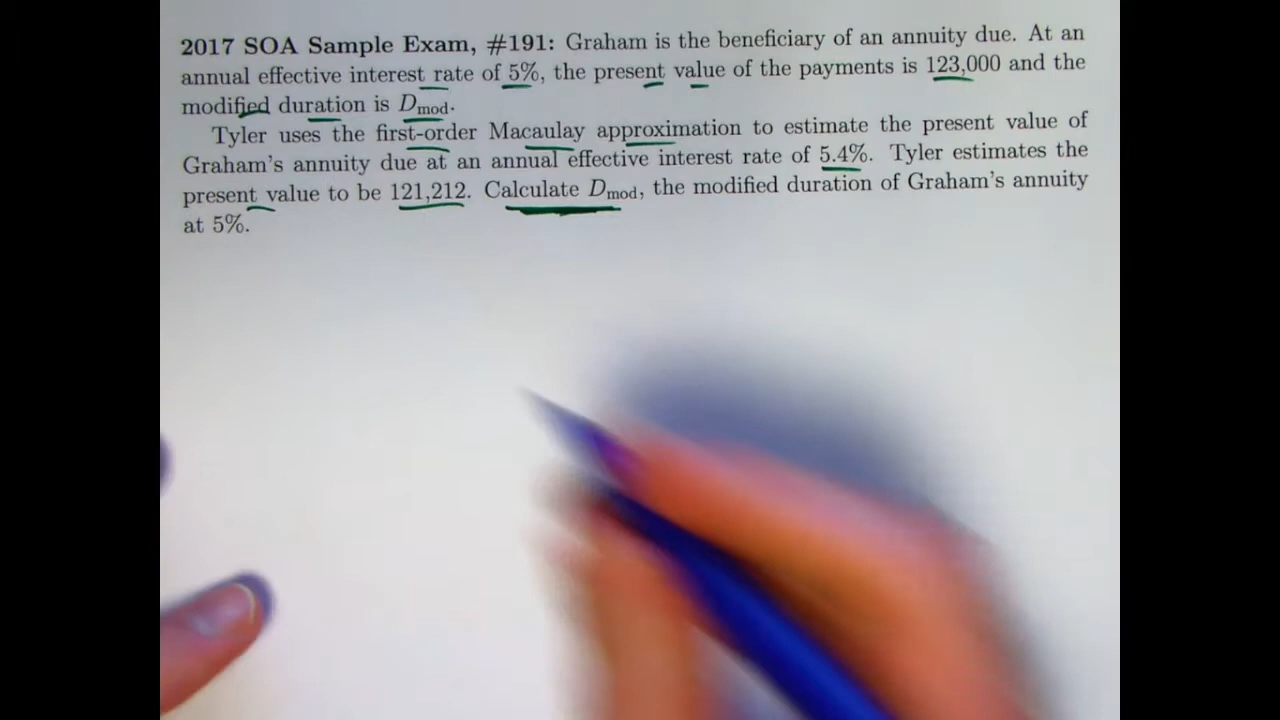 2017 SOA Sample Exam, #191: Graham is the beneficiary of an annuity due. At an
annual effective interest rate of 5%, the present value of the payments is 123,000 and the
modified duration is Dmod.
Tyler uses the first-order Macaulay approximation to estimate the present value of
Graham's annuity due at an annual effective interest rate of 5.4%. Tyler estimates the
present value to be 121,212. Calculate Dmod, the modified duration of Graham's annuity
at 5%.